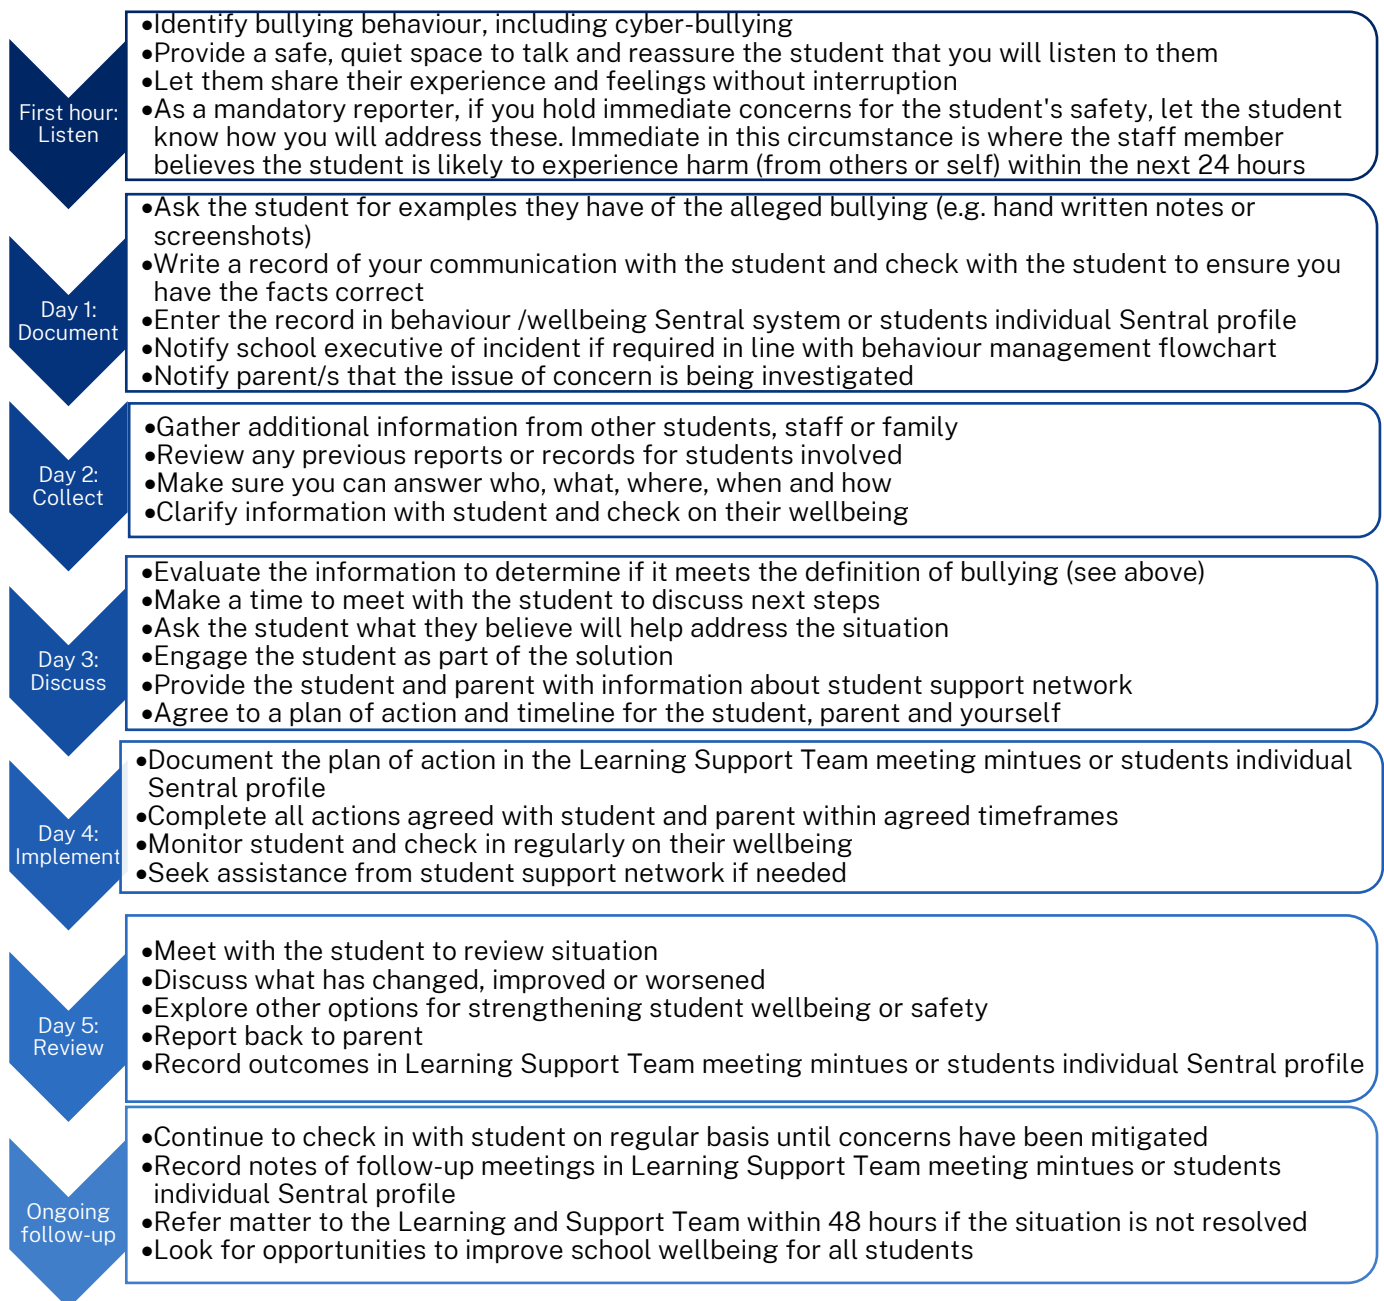 First hour:
Listen
•Identify bullying behaviour, including cyber-bullying
•Provide a safe, quiet space to talk and reassure the student that you will listen to them
•Let them share their experience and feelings without interruption
•As a mandatory reporter, if you hold immediate concerns for the student's safety, let the student
know how you will address these. Immediate in this circumstance is where the staff member
believes the student is likely to experience harm (from others or self) within the next 24 hours
Day 1:
Document
•Ask the student for examples they have of the alleged bullying (e.g. hand written notes or
screenshots)
•Write a record of your communication with the student and check with the student to ensure you
have the facts correct
•Enter the record in behaviour /wellbeing Sentral system or students individual Sentral profile
•Notify school executive of incident if required in line with behaviour management flowchart
•Notify parent/s that the issue of concern is being investigated
Day 2:
Collect
•Gather additional information from other students, staff or family
•Review any previous reports or records for students involved
•Make sure you can answer who, what, where, when and how
•Clarify information with student and check on their wellbeing
Day 3:
Discuss
•Evaluate the information to determine if it meets the definition of bullying (see above)
•Make a time to meet with the student to discuss next steps
•Ask the student what they believe will help address the situation
•Engage the student as part of the solution
•Provide the student and parent with information about student support network
•Agree to a plan of action and timeline for the student, parent and yourself
Day 4:
Implement
•Document the plan of action in the Learning Support Team meeting mintues or students individual
Sentral profile
•Complete all actions agreed with student and parent within agreed timeframes
•Monitor student and check in regularly on their wellbeing
•Seek assistance from student support network if needed
Day 5:
Review
•Meet with the student to review situation
•Discuss what has changed, improved or worsened
•Explore other options for strengthening student wellbeing or safety
•Report back to parent
•Record outcomes in Learning Support Team meeting mintues or students individual Sentral profile
Ongoing
follow-up
•Continue to check in with student on regular basis until concerns have been mitigated
•Record notes of follow-up meetings in Learning Support Team meeting mintues or students
individual Sentral profile
•Refer matter to the Learning and Support Team within 48 hours if the situation is not resolved
•Look for opportunities to improve school wellbeing for all students